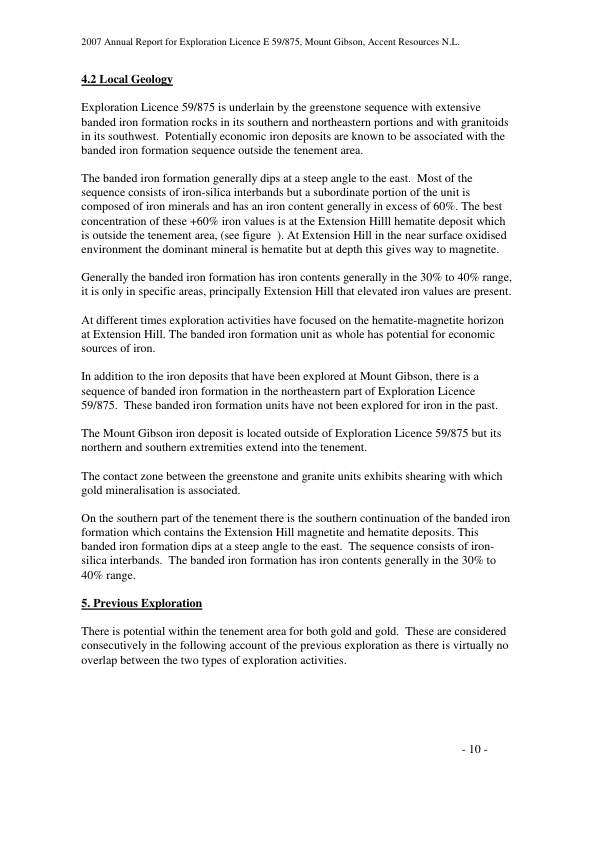 2007 Annual Report for Exploration Licence E 59/875, Mount Gibson, Accent Resources N.L.
4.2 Local Geology
Exploration Licence 59/875 is underlain by the greenstone sequence with extensive
banded iron formation rocks in its southern and northeastern portions and with granitoids
in its southwest.  Potentially economic iron deposits are known to be associated with the
banded iron formation sequence outside the tenement area.
The banded iron formation generally dips at a steep angle to the east.  Most of the
sequence consists of iron-silica interbands but a subordinate portion of the unit is
composed of iron minerals and has an iron content generally in excess of 60%. The best
concentration of these +60% iron values is at the Extension Hilll hematite deposit which
is outside the tenement area, (see figure  ). At Extension Hill in the near surface oxidised
environment the dominant mineral is hematite but at depth this gives way to magnetite.
Generally the banded iron formation has iron contents generally in the 30% to 40% range,
it is only in specific areas, principally Extension Hill that elevated iron values are present.
At different times exploration activities have focused on the hematite-magnetite horizon
at Extension Hill. The banded iron formation unit as whole has potential for economic
sources of iron.
In addition to the iron deposits that have been explored at Mount Gibson, there is a
sequence of banded iron formation in the northeastern part of Exploration Licence
59/875.  These banded iron formation units have not been explored for iron in the past.
The Mount Gibson iron deposit is located outside of Exploration Licence 59/875 but its
northern and southern extremities extend into the tenement.
The contact zone between the greenstone and granite units exhibits shearing with which
gold mineralisation is associated.
On the southern part of the tenement there is the southern continuation of the banded iron
formation which contains the Extension Hill magnetite and hematite deposits. This
banded iron formation dips at a steep angle to the east.  The sequence consists of iron-
silica interbands.  The banded iron formation has iron contents generally in the 30% to
40% range.
5. Previous Exploration
There is potential within the tenement area for both gold and gold.  These are considered
consecutively in the following account of the previous exploration as there is virtually no
overlap between the two types of exploration activities.
- 10 -